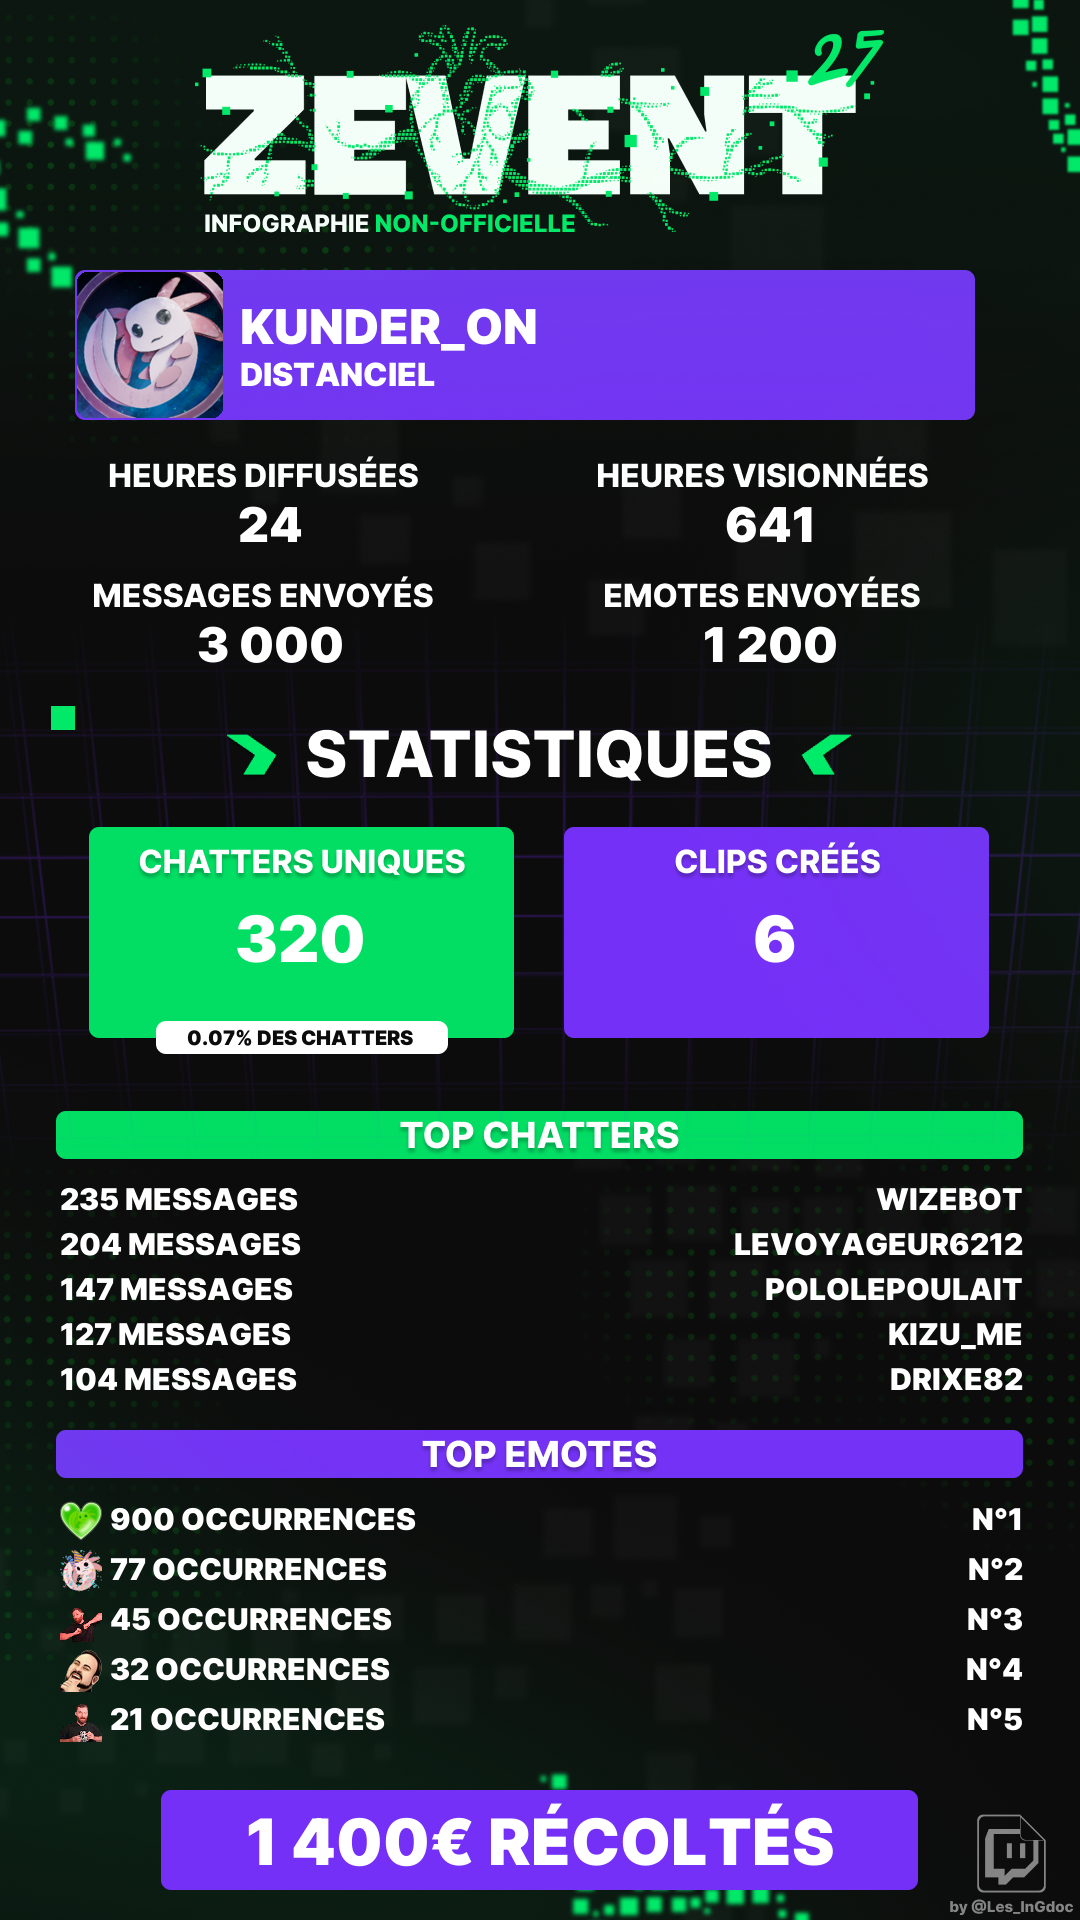 ZEVENT 25
INFOGRAPHIE NON-OFFICIELLE
KUNDER_ON
DISTANCIEL
HEURES DIFFUSÉES
24
HEURES VISIONNÉES
641
MESSAGES ENVOYÉS
3 000
EMOTES ENVOYÉES
1 200
STATISTIQUES
CHATTERS UNIQUES
320
0.07% DES CHATTERS
CLIPS CRÉÉS
6
TOP CHATTERS
235 MESSAGES WIZEBOT
204 MESSAGES LEVOYAGEUR6212
147 MESSAGES POLOLEPOULAIT
127 MESSAGES KIZU_ME
104 MESSAGES DRIXE82
TOP EMOTES
900 OCCURRENCES N°1
77 OCCURRENCES N°2
45 OCCURRENCES N°3
32 OCCURRENCES N°4
21 OCCURRENCES N°5
1 400€ RÉCOLTÉS
by @Les_InGdoc